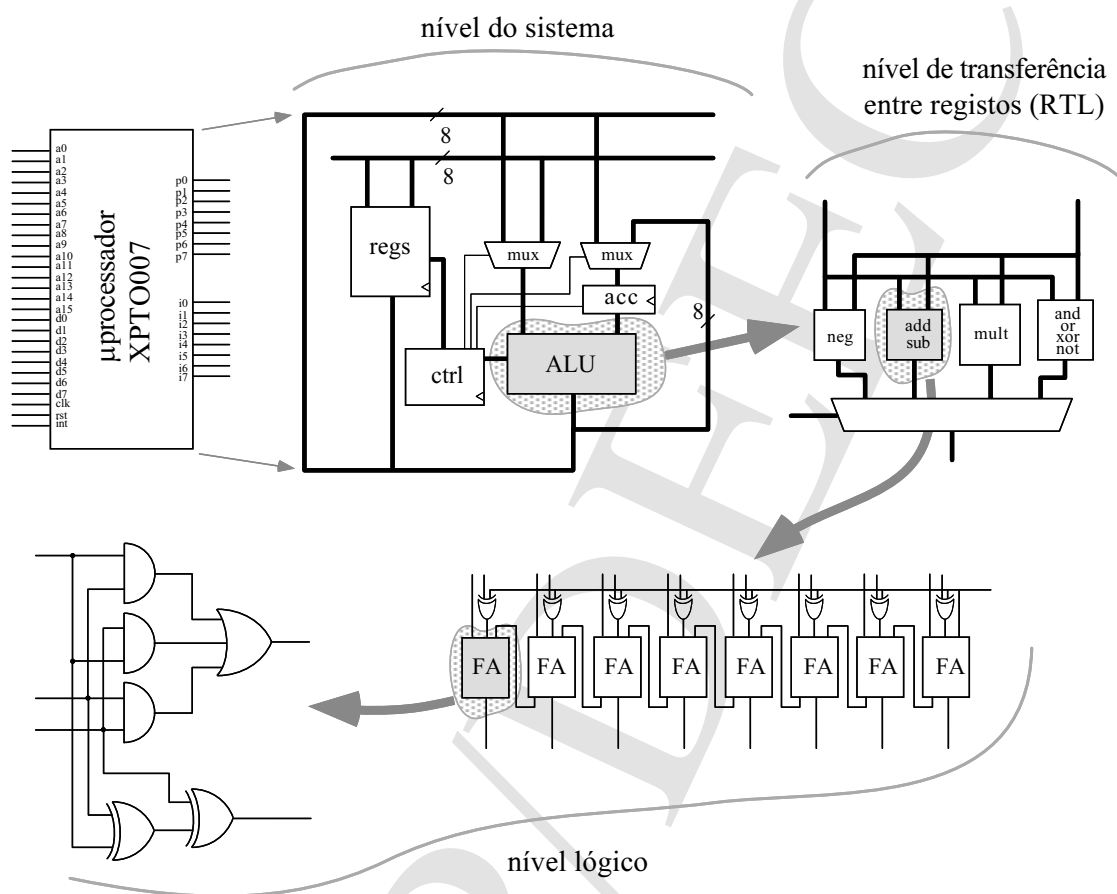 nível do sistema
nível de transferência
entre registos (RTL)
µprocessador
XPTO007
a0
a1
a2
a3
a4
a5
a6
a7
a8
a9
a10
a11
a12
a13
a14
a15
d0
d1
d2
d3
d4
d5
d6
d7
clk
rst
int
p0
p1
p2
p3
p4
p5
p6
p7
i0
i1
i2
i3
i4
i5
i6
i7
8
8
regs
mux
mux
acc
8
ctrl
ALU
neg
add
sub
mult
and
or
xor
not
FA
FA
FA
FA
FA
FA
FA
FA
nível lógico
/DEEC